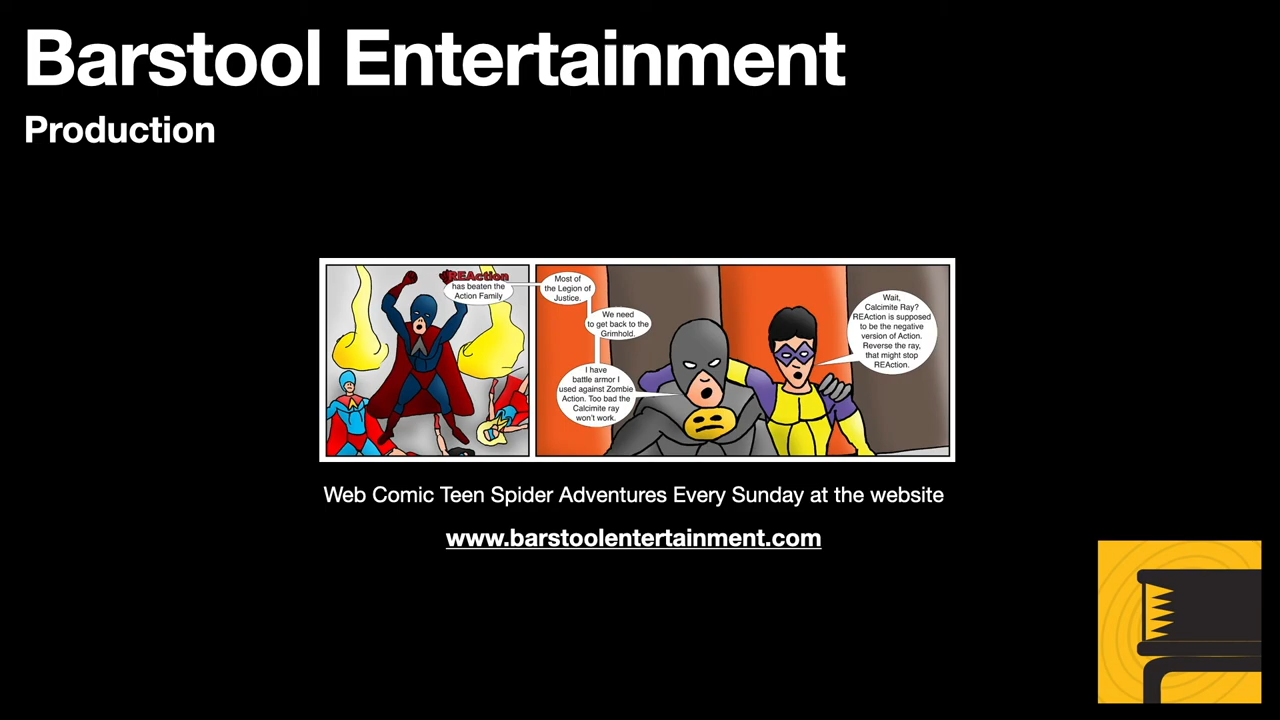 Barstool Entertainment
Production
REAction
has beaten the
Action Family
Most of
the Legion of
Justice.
We need
to get back to the
Grimhold.
I have
battle armor I
used against Zombie
Action. Too bad the
Calcimite ray
won't work.
Wait,
Calcimite Ray?
REAction is supposed
to be the negative
version of Action.
Reverse the ray,
that might stop
REAction.
Web Comic Teen Spider Adventures Every Sunday at the website
www.barstoolentertainment.com